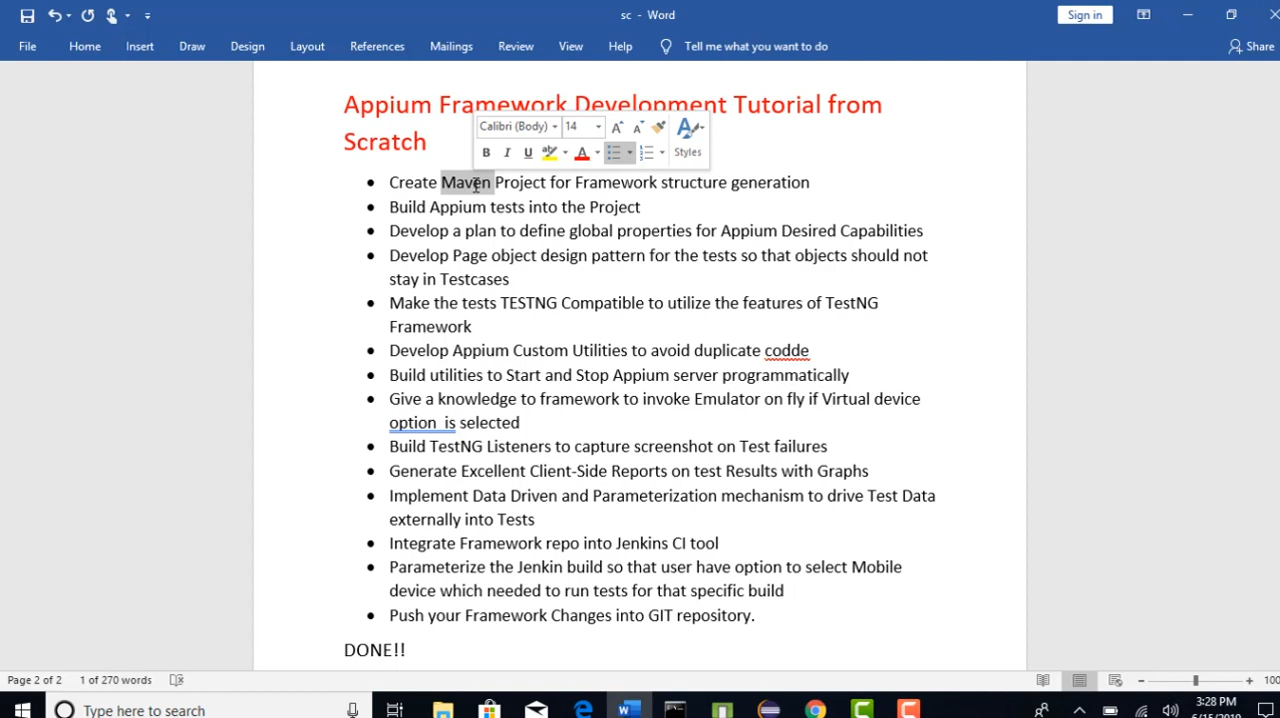 sc - Word
Sign in
File Home Insert Draw Design Layout References Mailings Review View Help Tell me what you want to do Share
Appium Framework Development Tutorial from
Scratch
Calibri (Body) 14
Styles
• Create Maven Project for Framework structure generation
• Build Appium tests into the Project
• Develop a plan to define global properties for Appium Desired Capabilities
• Develop Page object design pattern for the tests so that objects should not
stay in Testcases
• Make the tests TESTNG Compatible to utilize the features of TestNG
Framework
• Develop Appium Custom Utilities to avoid duplicate codde
• Build utilities to Start and Stop Appium server programmatically
• Give a knowledge to framework to invoke Emulator on fly if Virtual device
option is selected
• Build TestNG Listeners to capture screenshot on Test failures
• Generate Excellent Client-Side Reports on test Results with Graphs
• Implement Data Driven and Parameterization mechanism to drive Test Data
externally into Tests
• Integrate Framework repo into Jenkins CI tool
• Parameterize the Jenkin build so that user have option to select Mobile
device which needed to run tests for that specific build
• Push your Framework Changes into GIT repository.
DONE!!
Page 2 of 2 1 of 270 words 100
Type here to search
3:28 PM